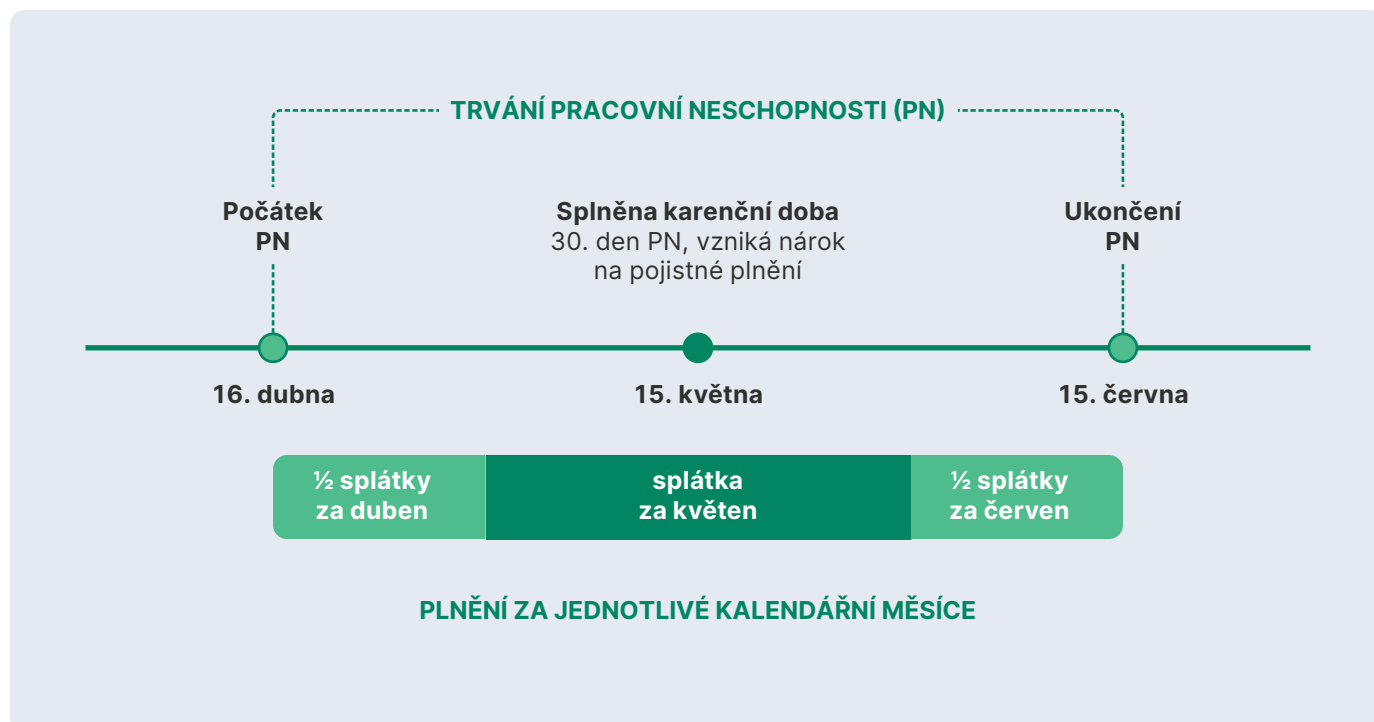 TRVÁNÍ PRACOVNÍ NESCHOPNOSTI (PN)
Počátek
PN
Splněna karenční doba
30. den PN, vzniká nárok
na pojistné plnění
Ukončení
PN
16. dubna
15. května
15. června
½ splátky
za duben
splátka
za květen
½ splátky
za červen
PLNĚNÍ ZA JEDNOTLIVÉ KALENDÁŘNÍ MĚSÍCE